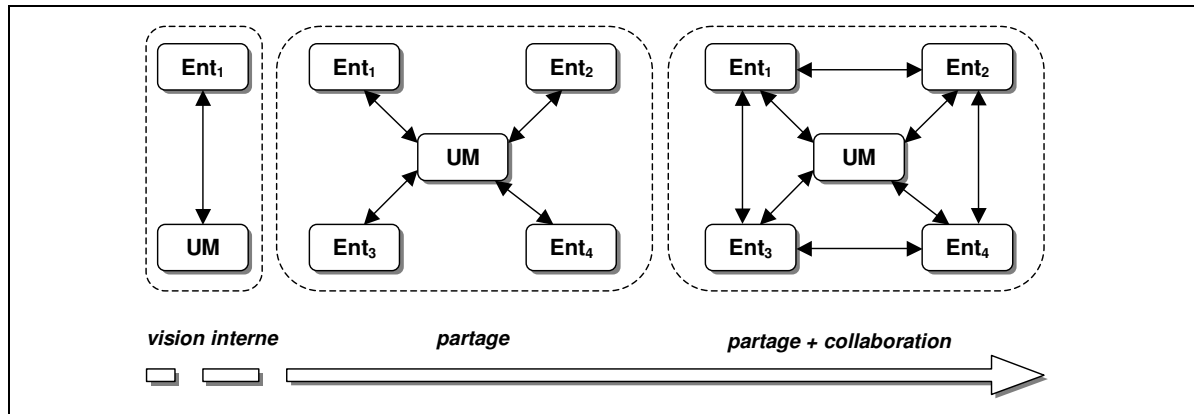 Ent₁
UM
Ent₁
Ent₂
UM
Ent₃
Ent₄
Ent₁
Ent₂
UM
Ent₃
Ent₄
vision interne
partage
partage + collaboration